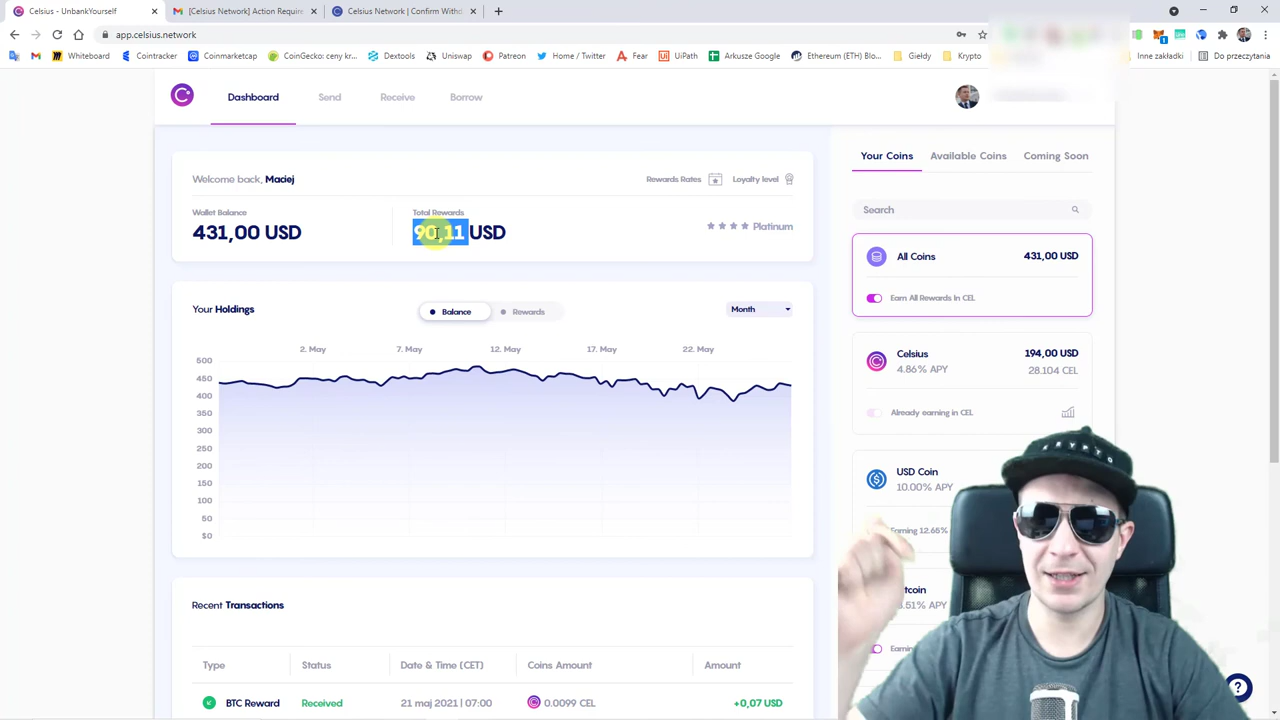 Celsius - UnbankYourself
[Celsius Network] Action Require
Celsius Network | Confirm Withd
app.celsius.network
Whiteboard
Cointracker
Coinmarketcap
CoinGecko: ceny kr...
Dextools
Uniswap
Patreon
Home / Twitter
Fear
UiPath
Arkusze Google
Ethereum (ETH) Blo...
Giełdy
Krypto
Inne zakładki
Do przeczytania
Dashboard
Send
Receive
Borrow
Welcome back, Maciej
Rewards Rates
Loyalty level
Wallet Balance
431,00 USD
Total Rewards
90,11 USD
Platinum
Your Holdings
Balance
Rewards
Month
2. May
7. May
12. May
17. May
22. May
500
450
400
350
300
250
200
150
100
50
$0
Recent Transactions
Type
Status
Date & Time (CET)
Coins Amount
Amount
BTC Reward
Received
21 maj 2021 | 07:00
0.0099 CEL
+0,07 USD
Your Coins
Available Coins
Coming Soon
Search
All Coins
431,00 USD
Earn All Rewards In CEL
Celsius
194,00 USD
4.86% APY
28.104 CEL
Already earning in CEL
USD Coin
10.00% APY
Earning 12.65%
APY
KRYPTO
?